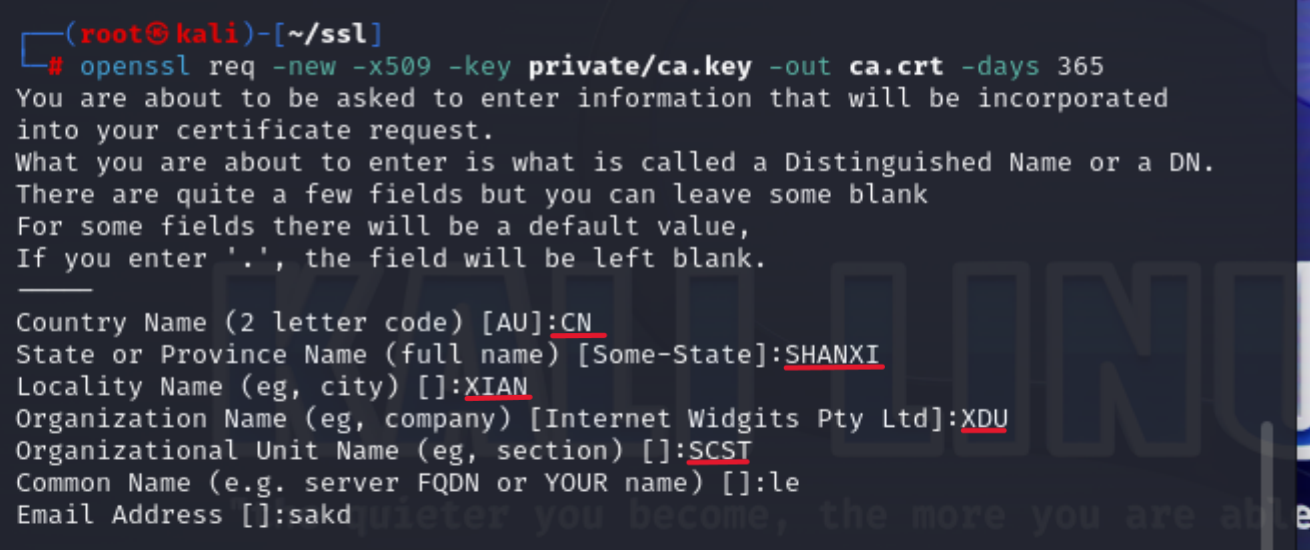 ┌──(root㉿kali)-[~/ssl]
└─# openssl req -new -x509 -key private/ca.key -out ca.crt -days 365
You are about to be asked to enter information that will be incorporated
into your certificate request.
What you are about to enter is what is called a Distinguished Name or a DN.
There are quite a few fields but you can leave some blank
For some fields there will be a default value,
If you enter '.', the field will be left blank.
-----
Country Name (2 letter code) [AU]:CN
State or Province Name (full name) [Some-State]:SHANXI
Locality Name (eg, city) []:XIAN
Organization Name (eg, company) [Internet Widgits Pty Ltd]:XDU
Organizational Unit Name (eg, section) []:SCST
Common Name (e.g. server FQDN or YOUR name) []:le
Email Address []:sakd
KALI LINU
quieter you become, the more you are able